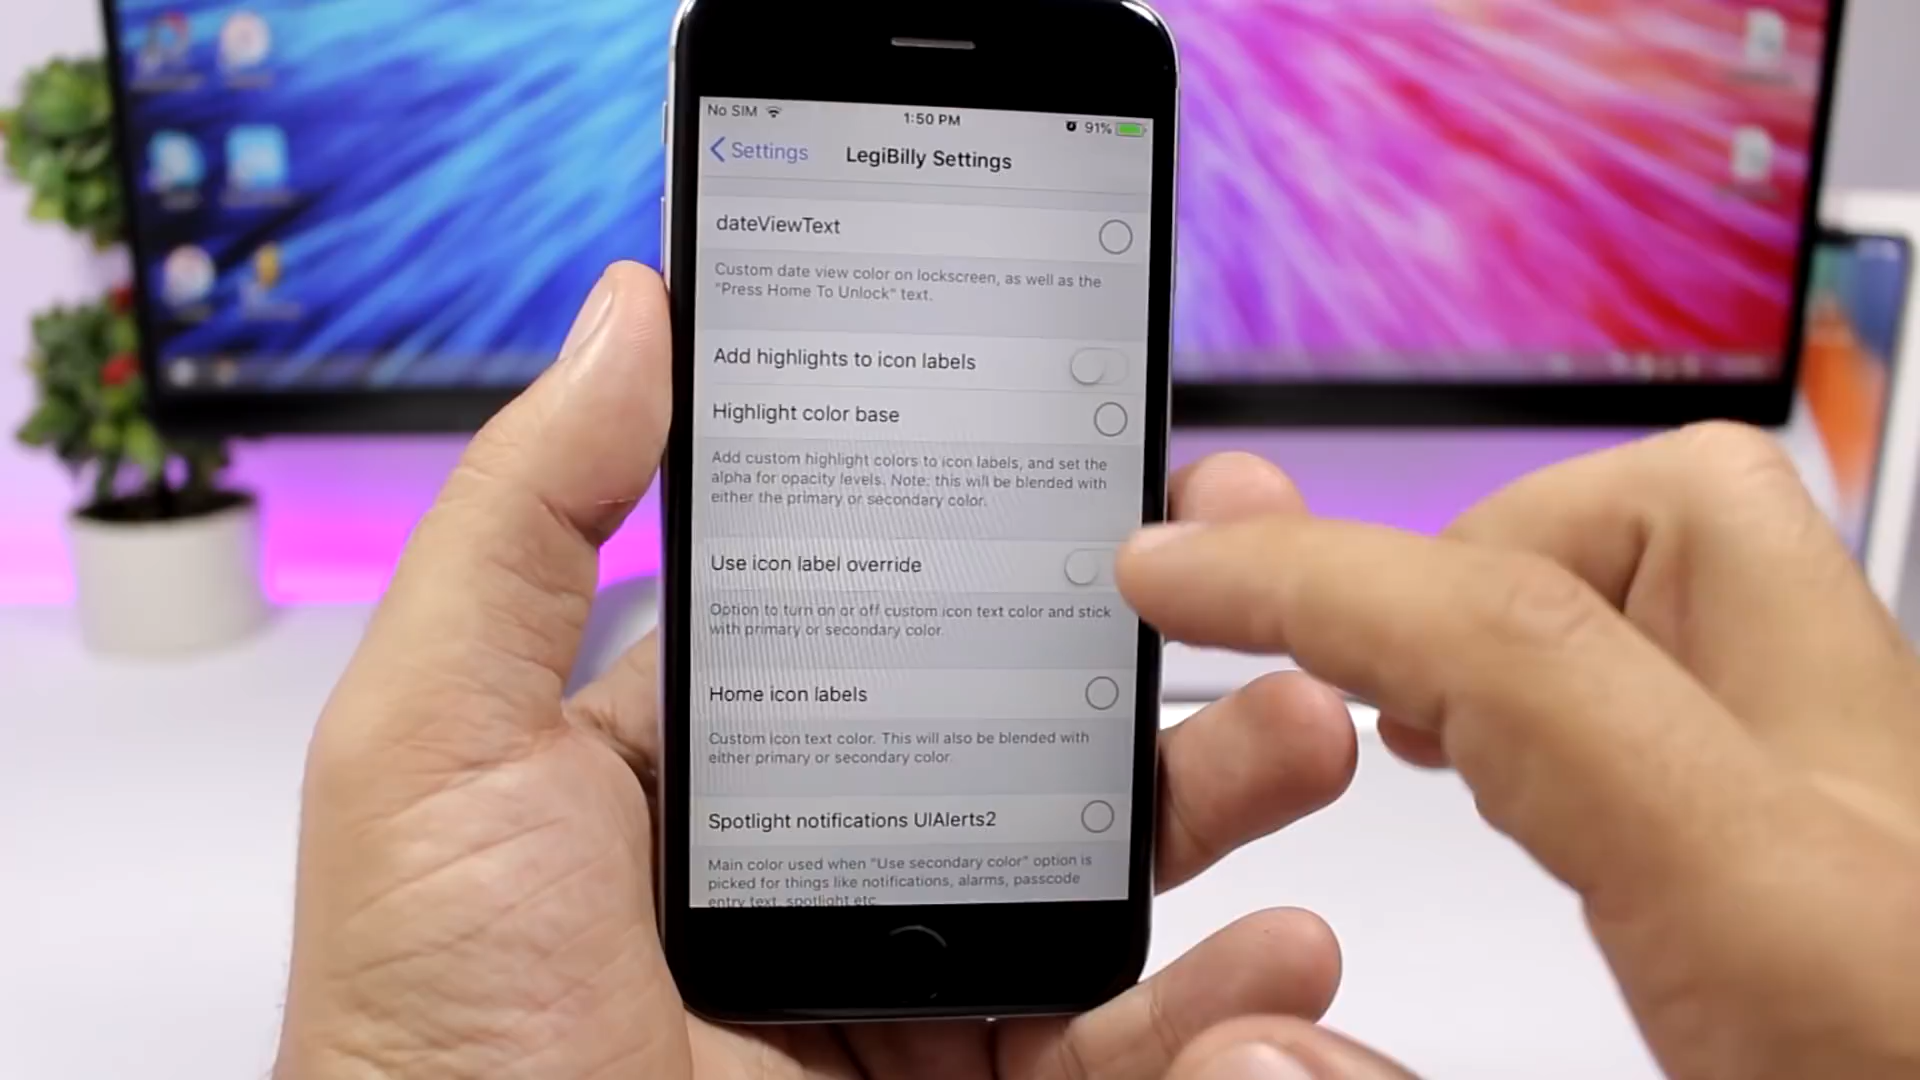 No SIM
1:50 PM
91%
Settings
LegiBilly Settings
dateViewText
Custom date view color on lockscreen, as well as the
"Press Home To Unlock" text.
Add highlights to icon labels
Highlight color base
Add custom highlight colors to icon labels, and set the
alpha for opacity levels. Note: this will be blended with
either the primary or secondary color.
Use icon label override
Option to turn on or off custom icon text color and stick
with primary or secondary color.
Home icon labels
Custom icon text color. This will also be blended with
either primary or secondary color.
Spotlight notifications UIAlerts2
Main color used when "Use secondary color" option is
picked for things like notifications, alarms, passcode
entry text, spotlight etc